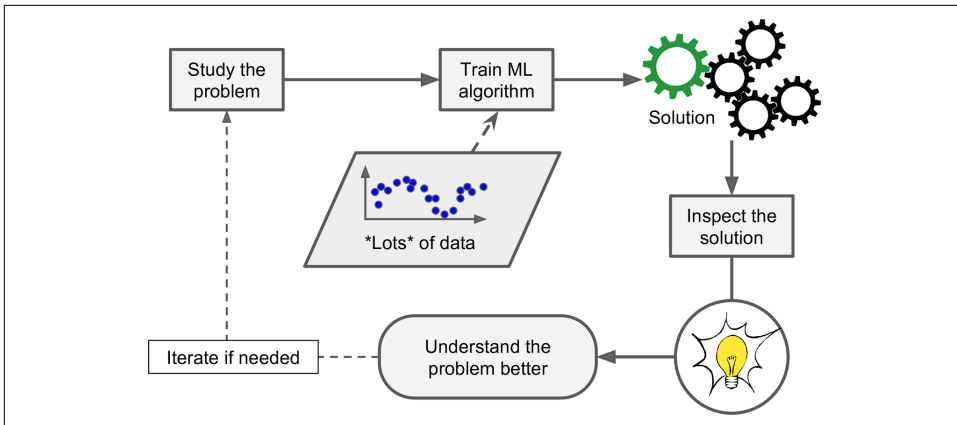 Study the
problem
Train ML
algorithm
Solution
*Lots* of data
Inspect the
solution
Understand the
problem better
Iterate if needed